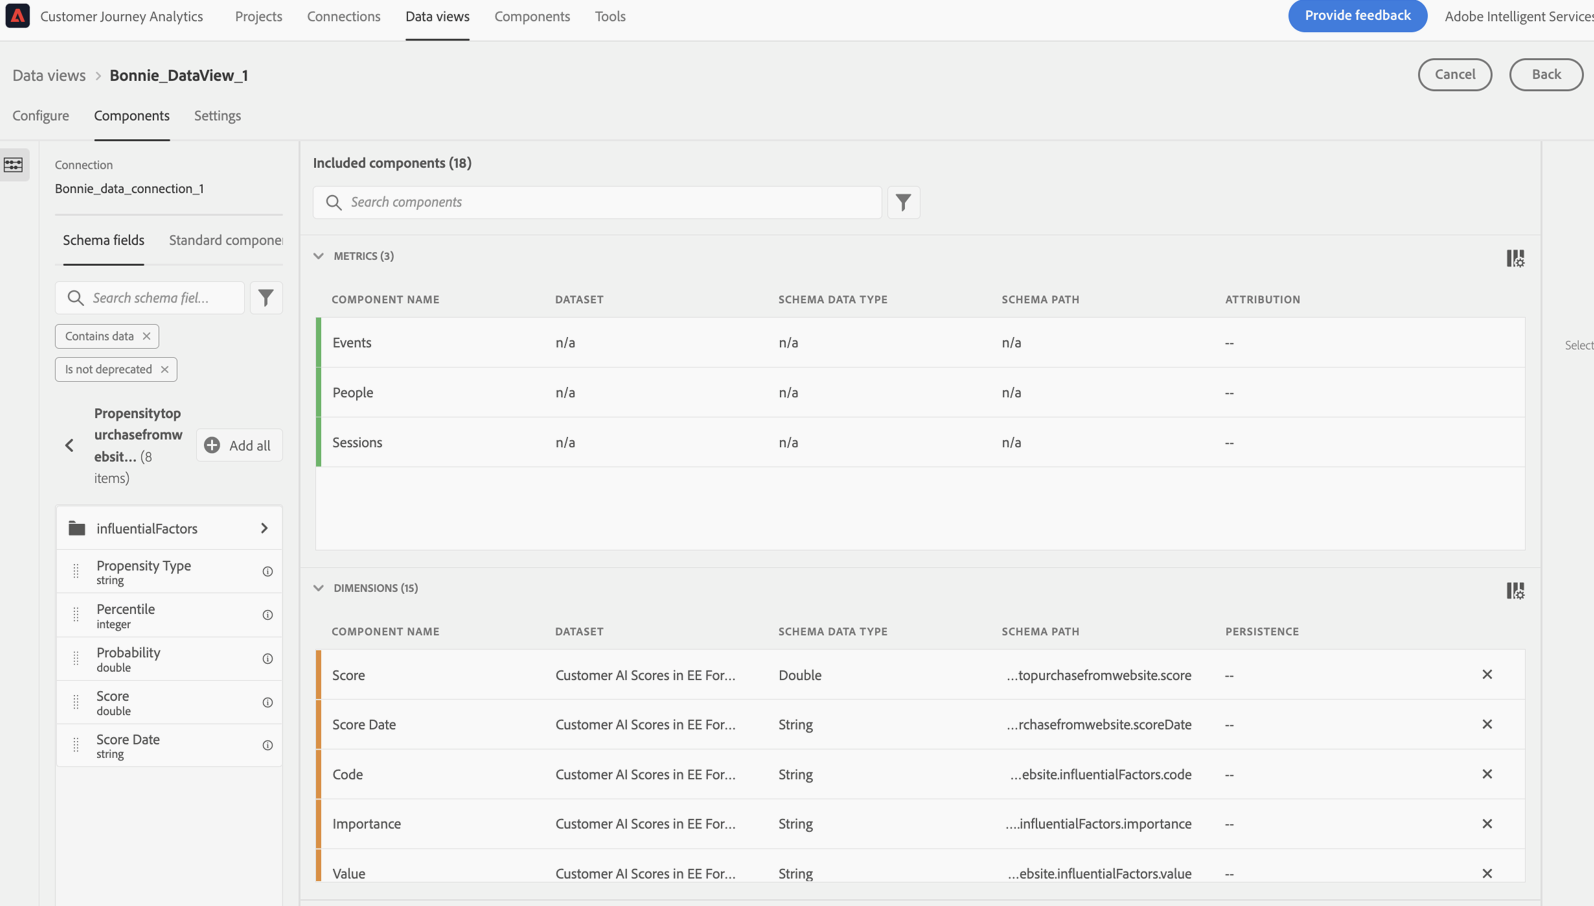 Customer Journey Analytics Projects Connections Data views Components Tools Provide feedback Adobe Intelligent Services
Data views > Bonnie_DataView_1 Cancel Back
Configure Components Settings
Connection
Bonnie_data_connection_1
Schema fields Standard compone
Search schema fiel...
Contains data ×
Is not deprecated ×
Propensitytop
urchasefromw
ebsit... (8
items)
Add all
influentialFactors
Propensity Type
string
Percentile
integer
Probability
double
Score
double
Score Date
string
Included components (18)
Search components
METRICS (3)
COMPONENT NAME DATASET SCHEMA DATA TYPE SCHEMA PATH ATTRIBUTION
Events n/a n/a n/a --
People n/a n/a n/a --
Sessions n/a n/a n/a --
DIMENSIONS (15)
COMPONENT NAME DATASET SCHEMA DATA TYPE SCHEMA PATH PERSISTENCE
Score Customer AI Scores in EE For... Double ...topurchasefromwebsite.score --
Score Date Customer AI Scores in EE For... String ...rchasefromwebsite.scoreDate --
Code Customer AI Scores in EE For... String ...ebsite.influentialFactors.code --
Importance Customer AI Scores in EE For... String ....influentialFactors.importance --
Value Customer AI Scores in EE For... String ...ebsite.influentialFactors.value --
Select